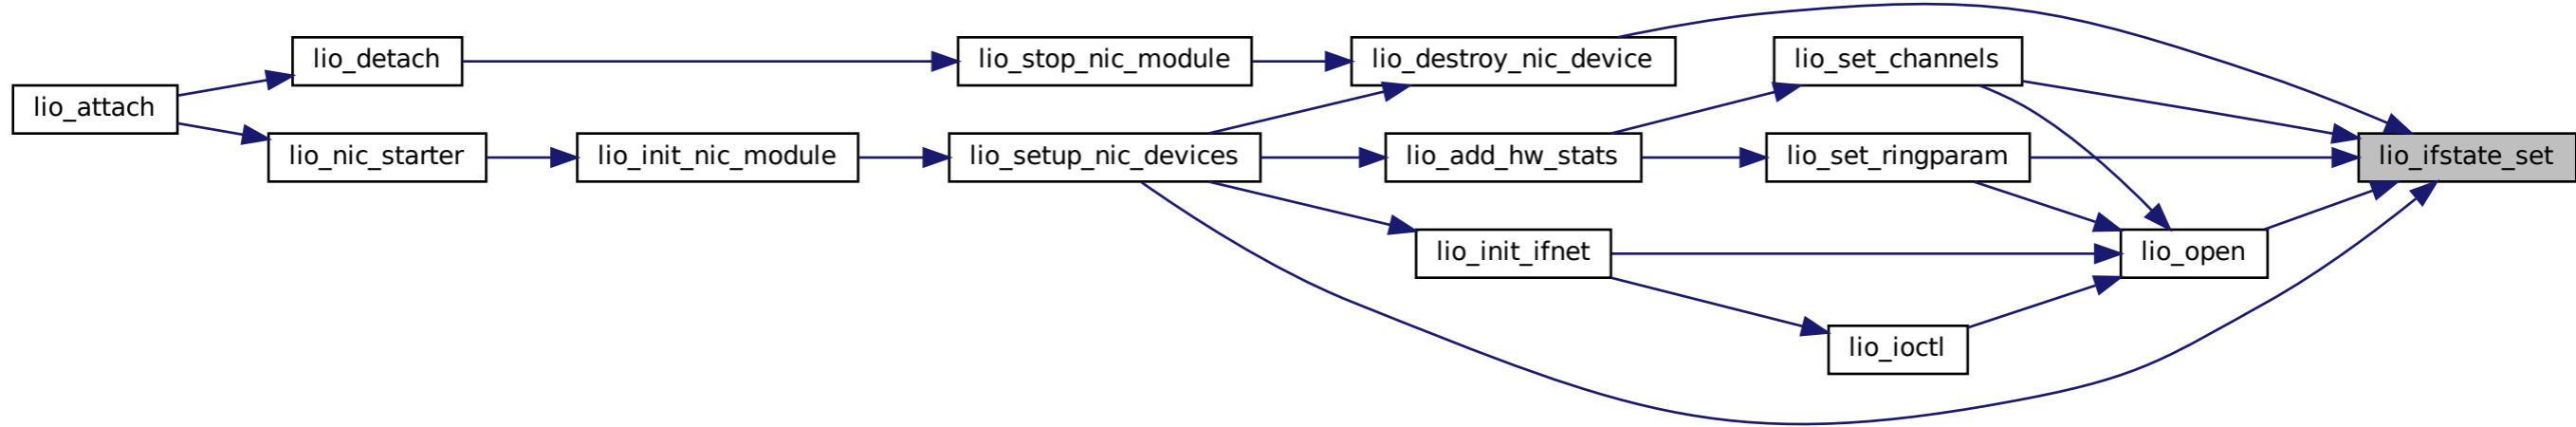 lio_detach
lio_stop_nic_module
lio_destroy_nic_device
lio_set_channels
lio_attach
lio_nic_starter
lio_init_nic_module
lio_setup_nic_devices
lio_add_hw_stats
lio_set_ringparam
lio_ifstate_set
lio_init_ifnet
lio_open
lio_ioctl